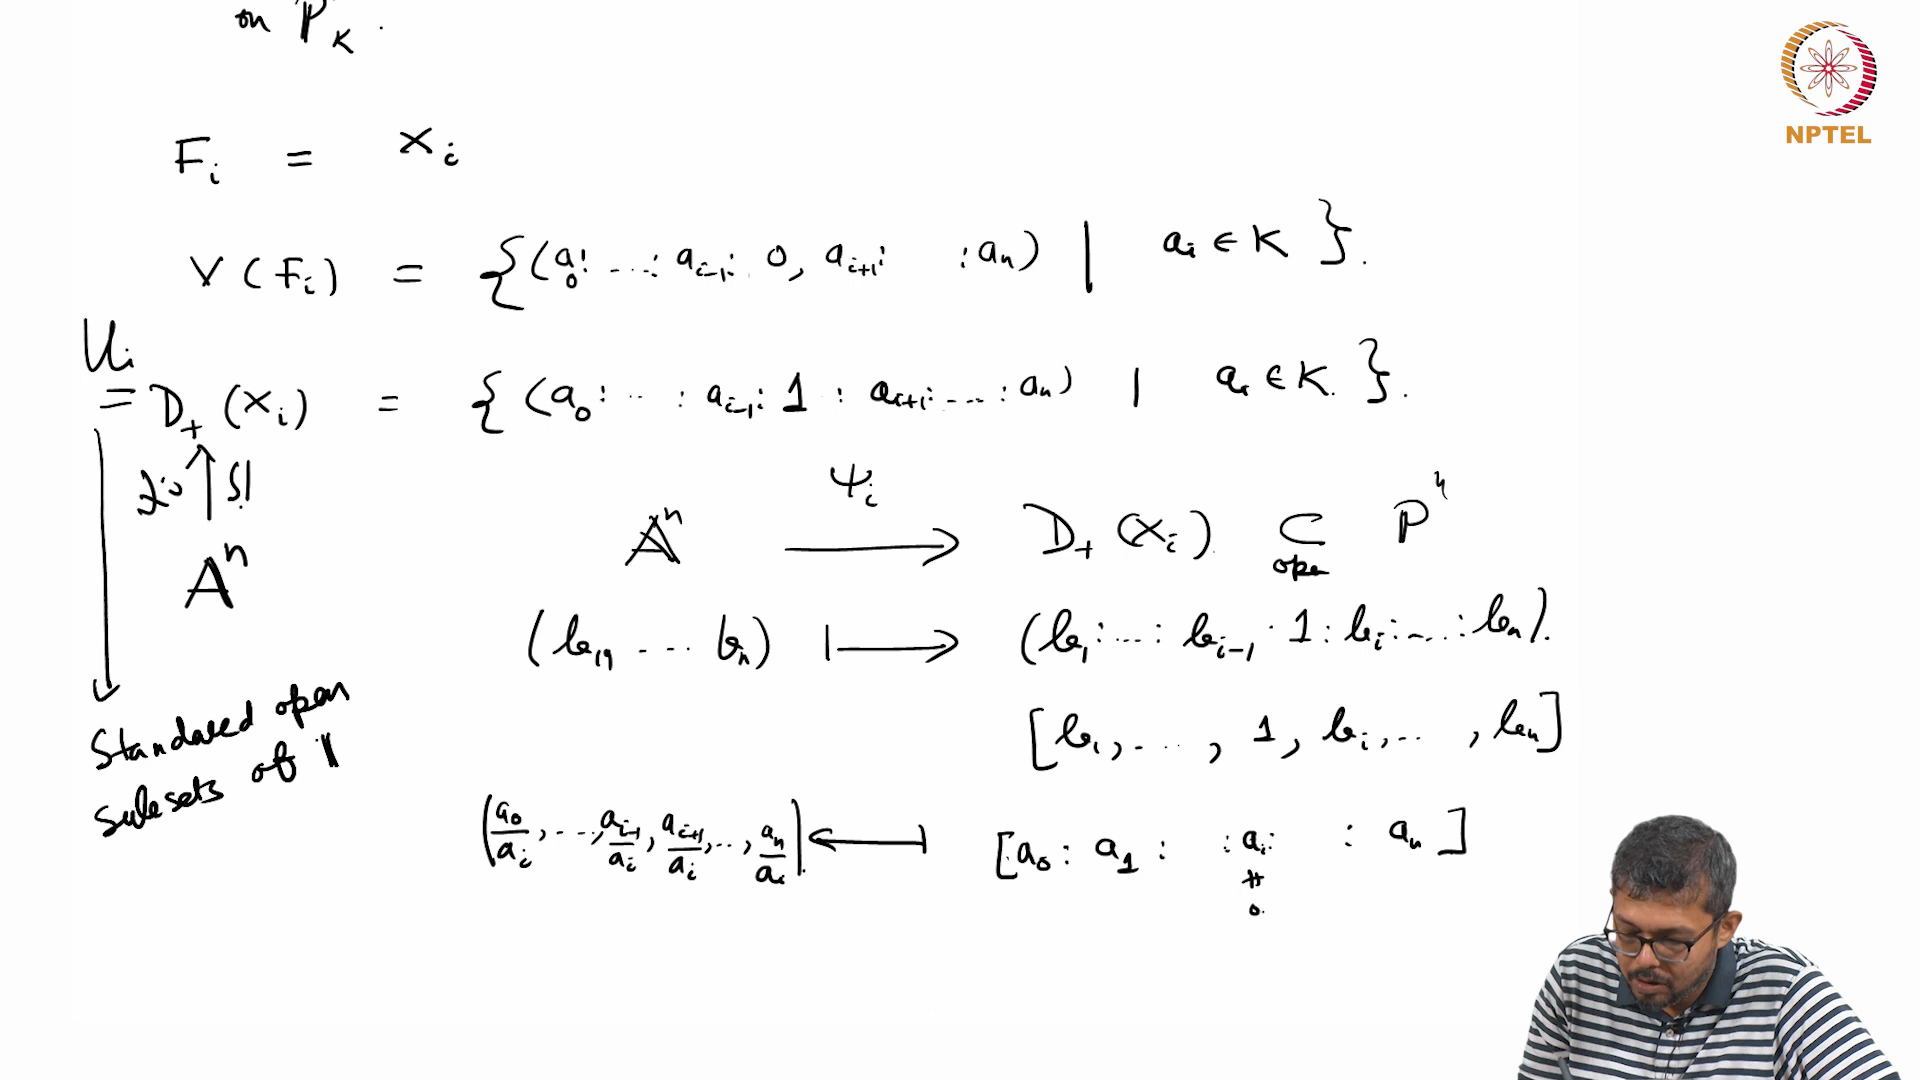 on ℙ_K.
NPTEL
F_i = X_i
V(F_i) = {(a_0: ...: a_{i-1}: 0, a_{i+1}: :a_n) | a_i ∈ K}.
U_i
= D_+(X_i) = {(a_0: ... : a_{i-1}: 1 : a_{i+1}: ... : a_n) | a_i ∈ K.}.
𝔸^n → ψ_i D_+(X_i) ⊂ open ℙ^n
𝔸^n
(b_1, ... b_n) ↦ (b_1: ... : b_{i-1} : 1 : b_i : ... : b_n).
[b_1, ..., 1, b_i, ..., b_n]
Standard open
subsets of
(a_0/a_i, ..., a_{i-1}/a_i, a_{i+1}/a_i, ..., a_n/a_i) ↤ [a_0 : a_1 : : a_i: : a_n]
≠
0.